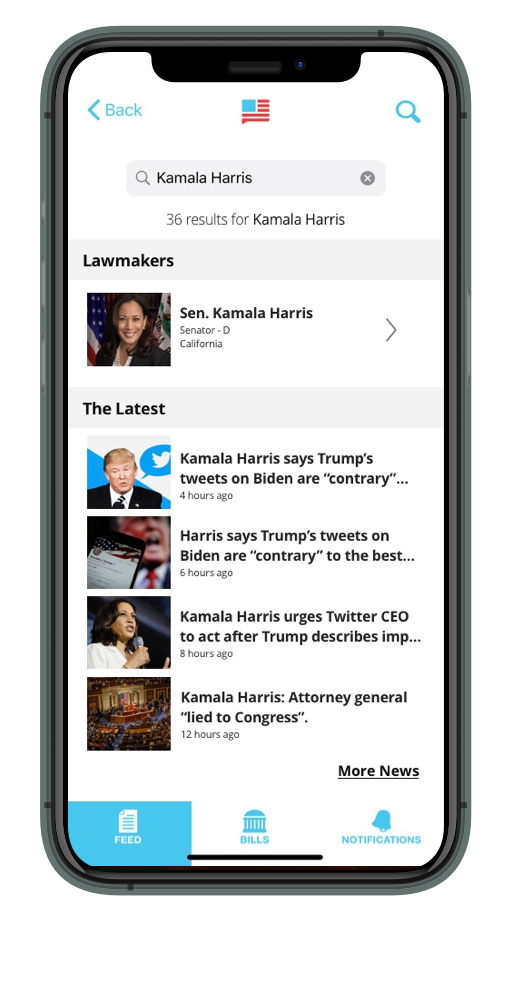 Back
Kamala Harris
36 results for Kamala Harris
Lawmakers
Sen. Kamala Harris
Senator - D
California
The Latest
Kamala Harris says Trump’s
tweets on Biden are “contrary”...
4 hours ago
Harris says Trump’s tweets on
Biden are “contrary” to the best...
6 hours ago
Kamala Harris urges Twitter CEO
to act after Trump describes imp...
8 hours ago
Kamala Harris: Attorney general
“lied to Congress”.
12 hours ago
More News
FEED
BILLS
NOTIFICATIONS